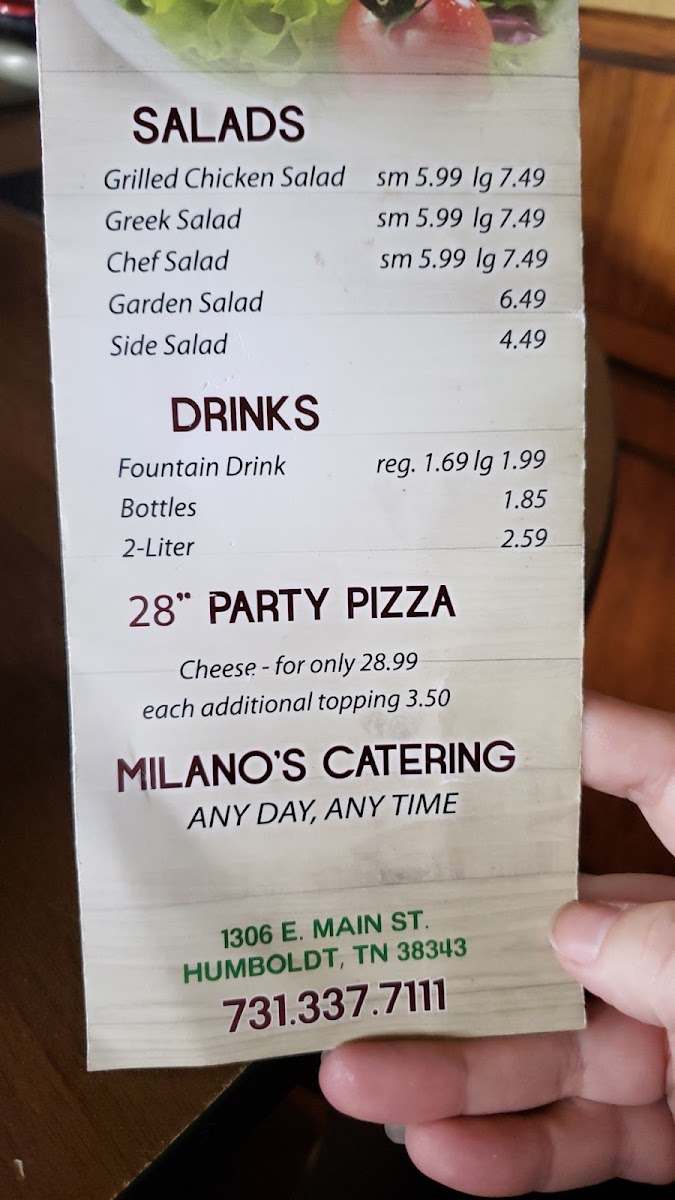 SALADS
Grilled Chicken Salad sm 5.99 lg 7.49
Greek Salad sm 5.99 lg 7.49
Chef Salad sm 5.99 lg 7.49
Garden Salad 6.49
Side Salad 4.49
DRINKS
Fountain Drink reg. 1.69 lg 1.99
Bottles 1.85
2-Liter 2.59
28" PARTY PIZZA
Cheese - for only 28.99
each additional topping 3.50
MILANO'S CATERING
ANY DAY, ANY TIME
1306 E. MAIN ST.
HUMBOLDT, TN 38343
731.337.7111